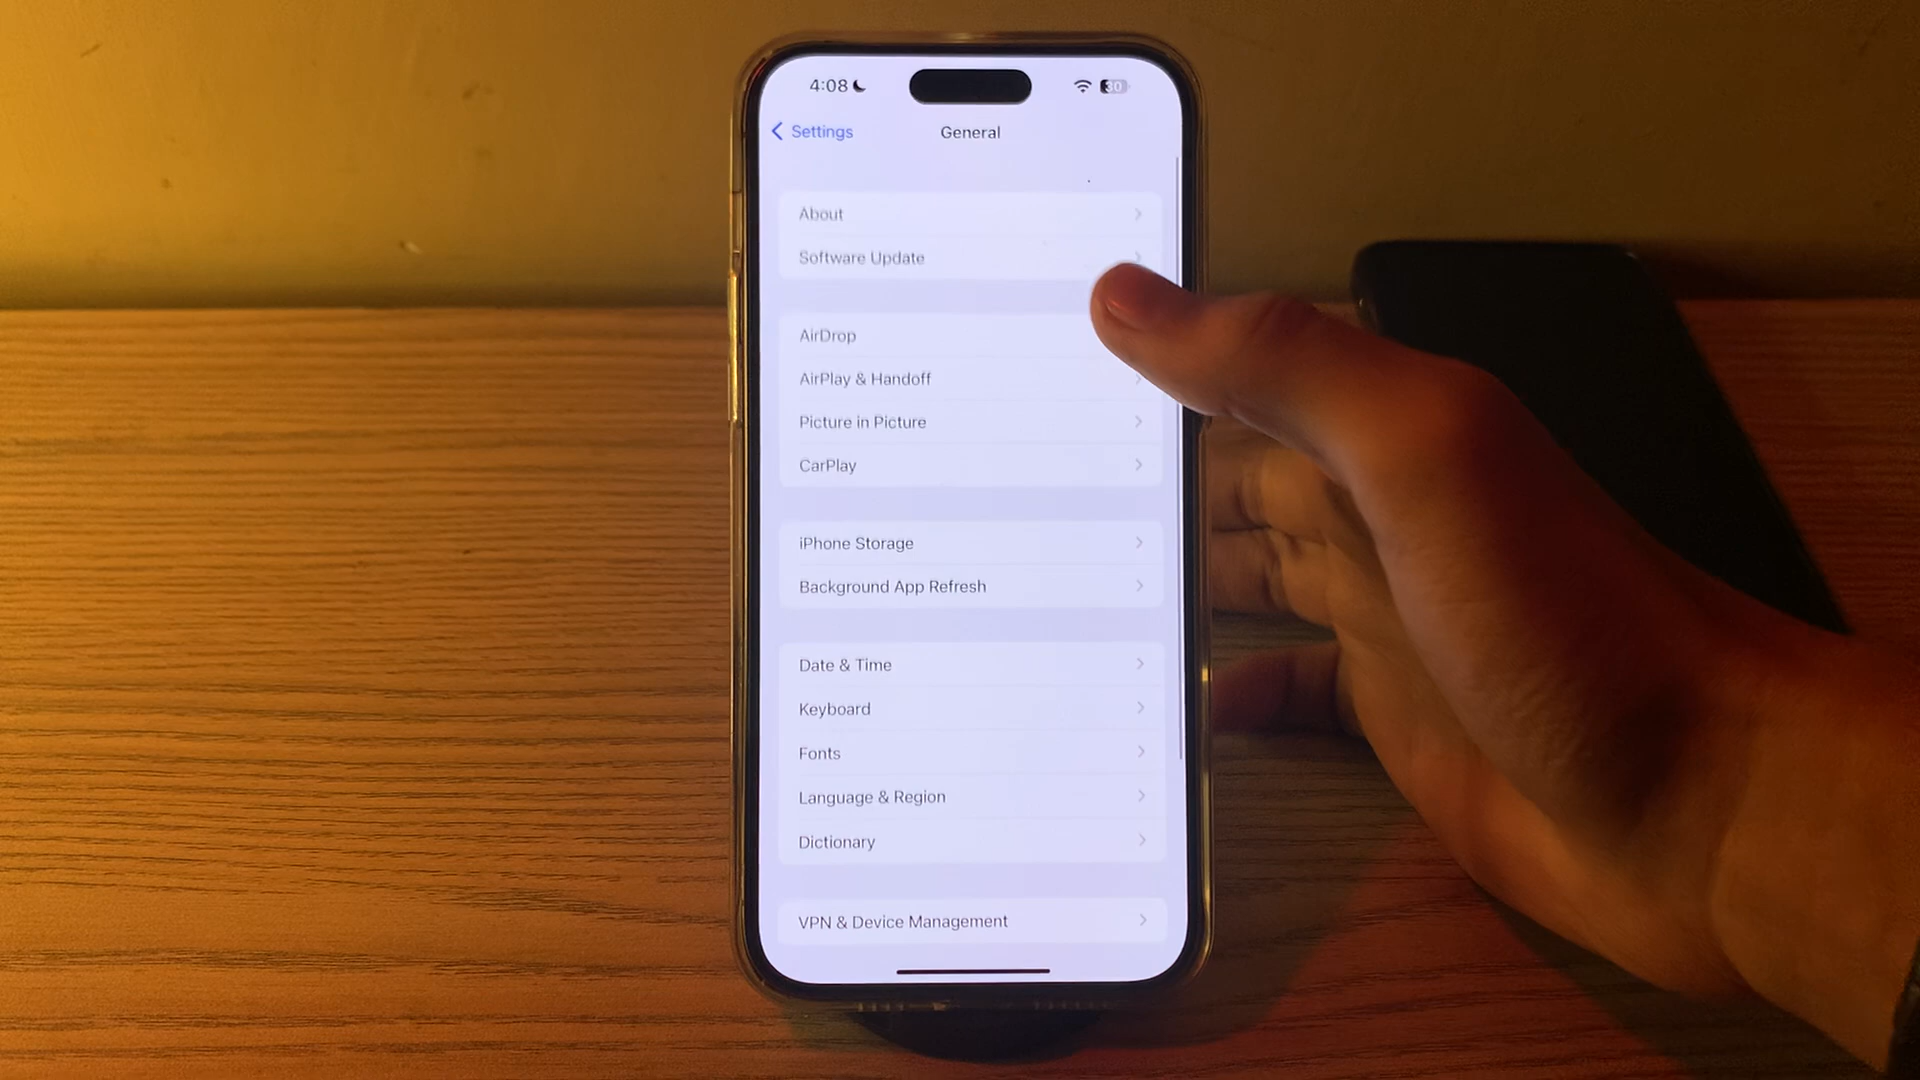 4:08
30
Settings
General
About
Software Update
AirDrop
AirPlay & Handoff
Picture in Picture
CarPlay
iPhone Storage
Background App Refresh
Date & Time
Keyboard
Fonts
Language & Region
Dictionary
VPN & Device Management